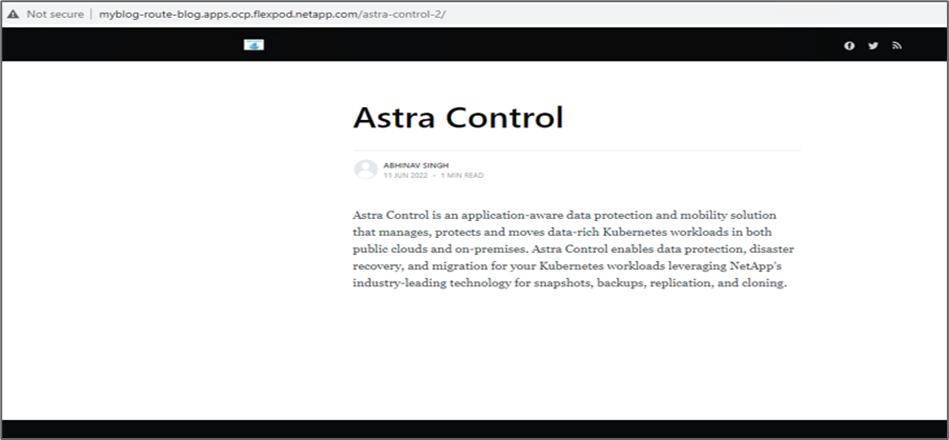 Not secure | myblog-route-blog.apps.ocp.flexpod.netapp.com/astra-control-2/
Astra Control
ABHINAV SINGH
11 JUN 2022 • 1 MIN READ
Astra Control is an application-aware data protection and mobility solution
that manages, protects and moves data-rich Kubernetes workloads in both
public clouds and on-premises. Astra Control enables data protection, disaster
recovery, and migration for your Kubernetes workloads leveraging NetApp's
industry-leading technology for snapshots, backups, replication, and cloning.